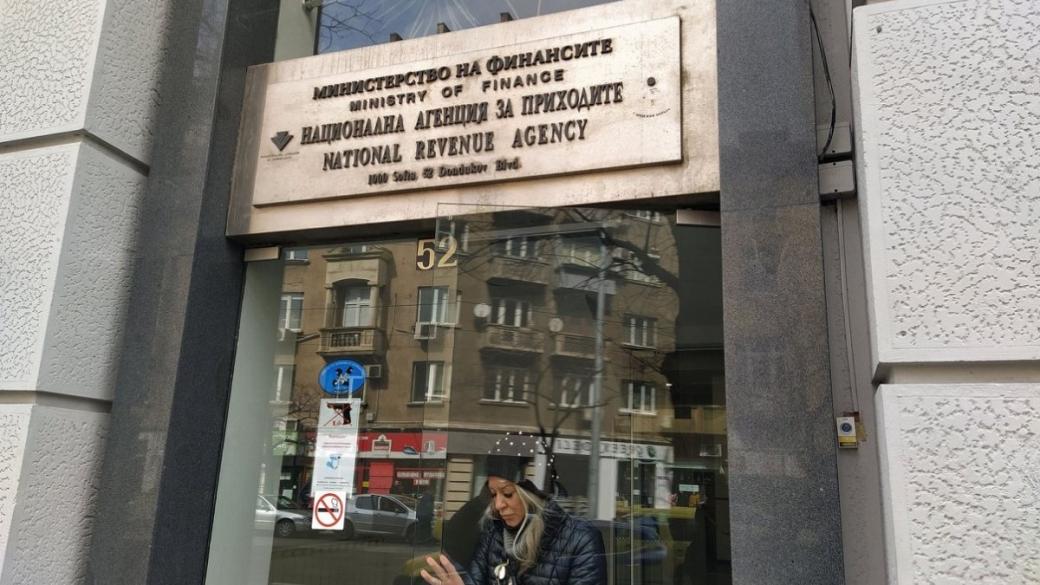 МИНИСТЕРСТВО НА ФИНАНСИТЕ
MINISTRY OF FINANCE
НАЦИОНАЛНА АГЕНЦИЯ ЗА ПРИХОДИТЕ
NATIONAL REVENUE AGENCY
1000 Sofia, 52 Dondukov Blvd.
52